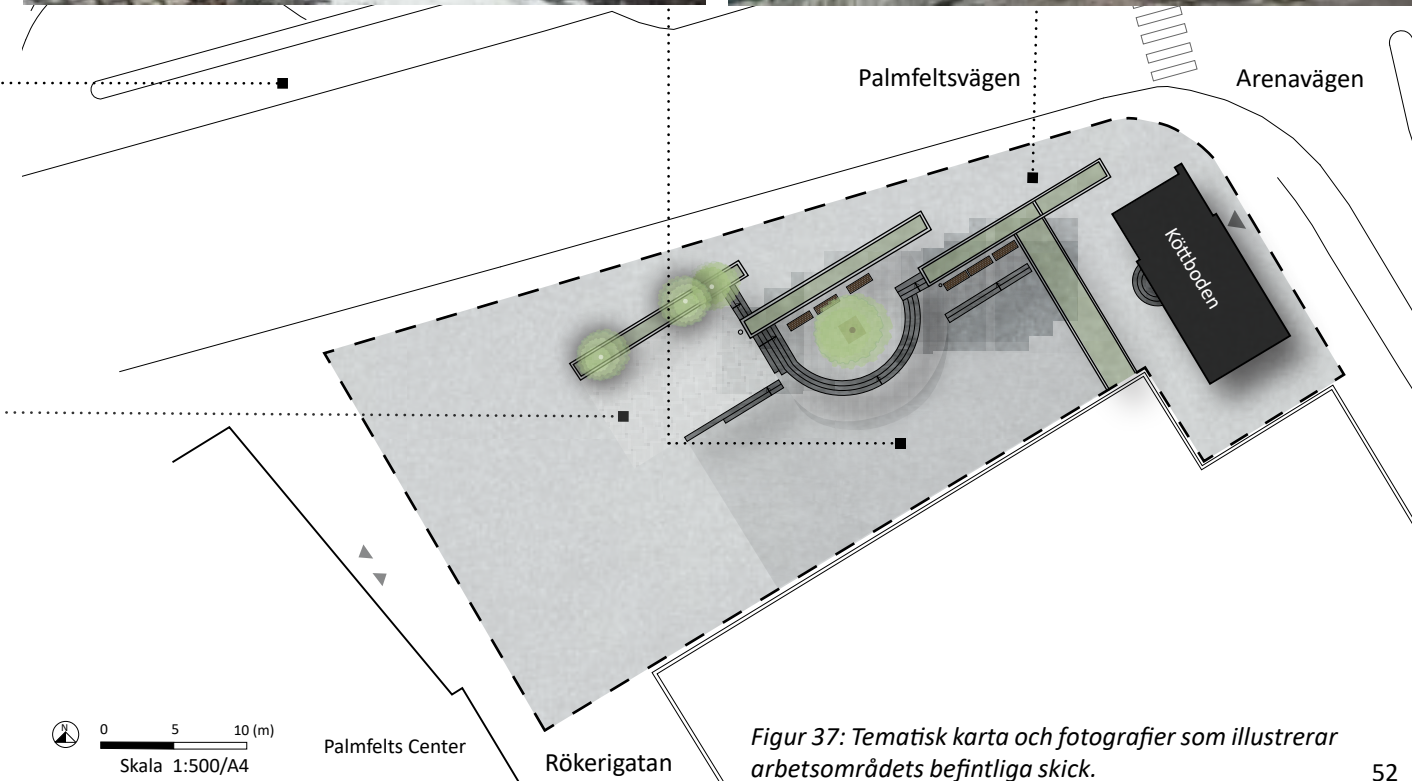 Palmfeltsvägen
Arenavägen
Köttboden
N
0 5 10 (m)
Skala 1:500/A4
Palmfelts Center
Rökerigatan
Figur 37: Tematisk karta och fotografier som illustrerar
arbetsområdets befintliga skick.
52